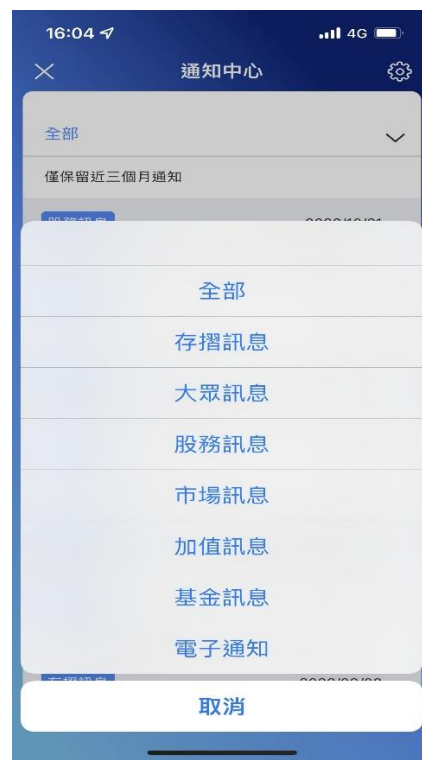 16:04
4G
通知中心
全部
僅保留近三個月通知
全部
存摺訊息
大眾訊息
股務訊息
市場訊息
加值訊息
基金訊息
電子通知
取消